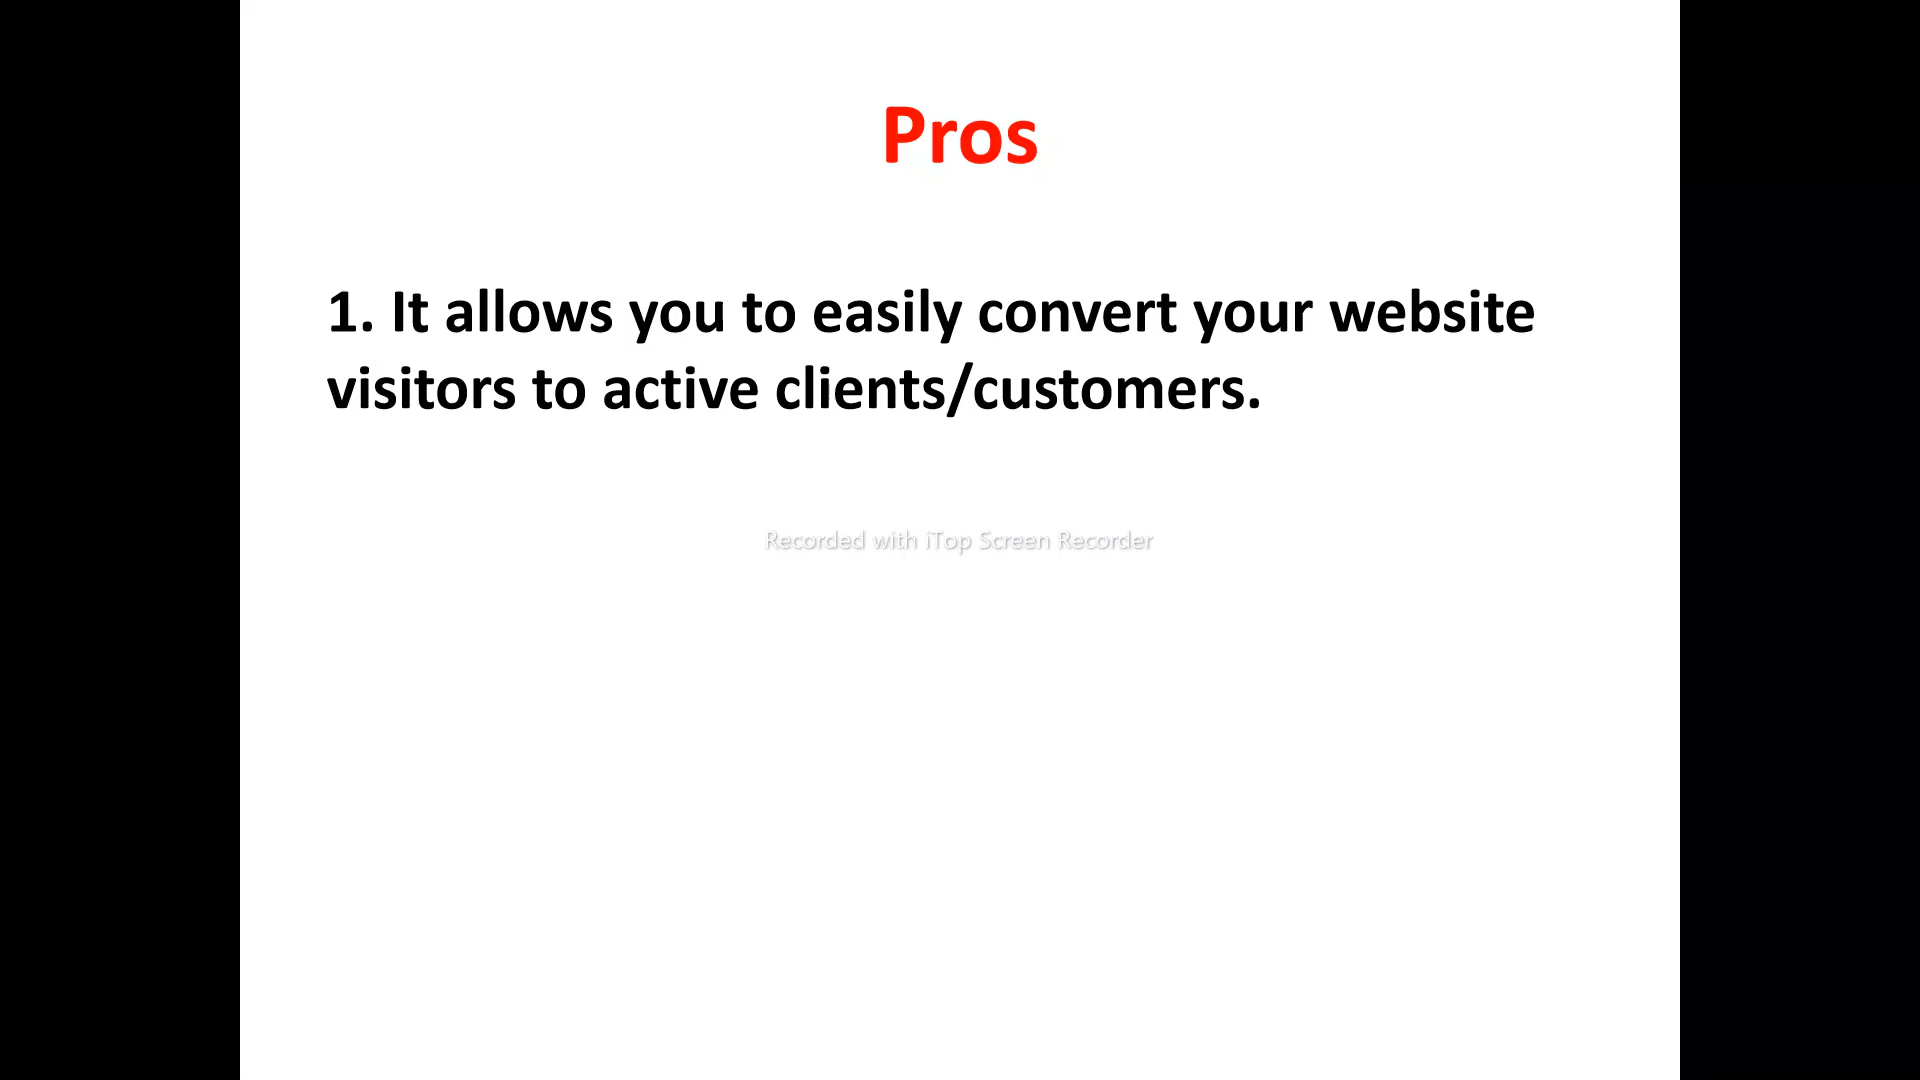 Pros
1. It allows you to easily convert your website
visitors to active clients/customers.
Recorded with iTop Screen Recorder